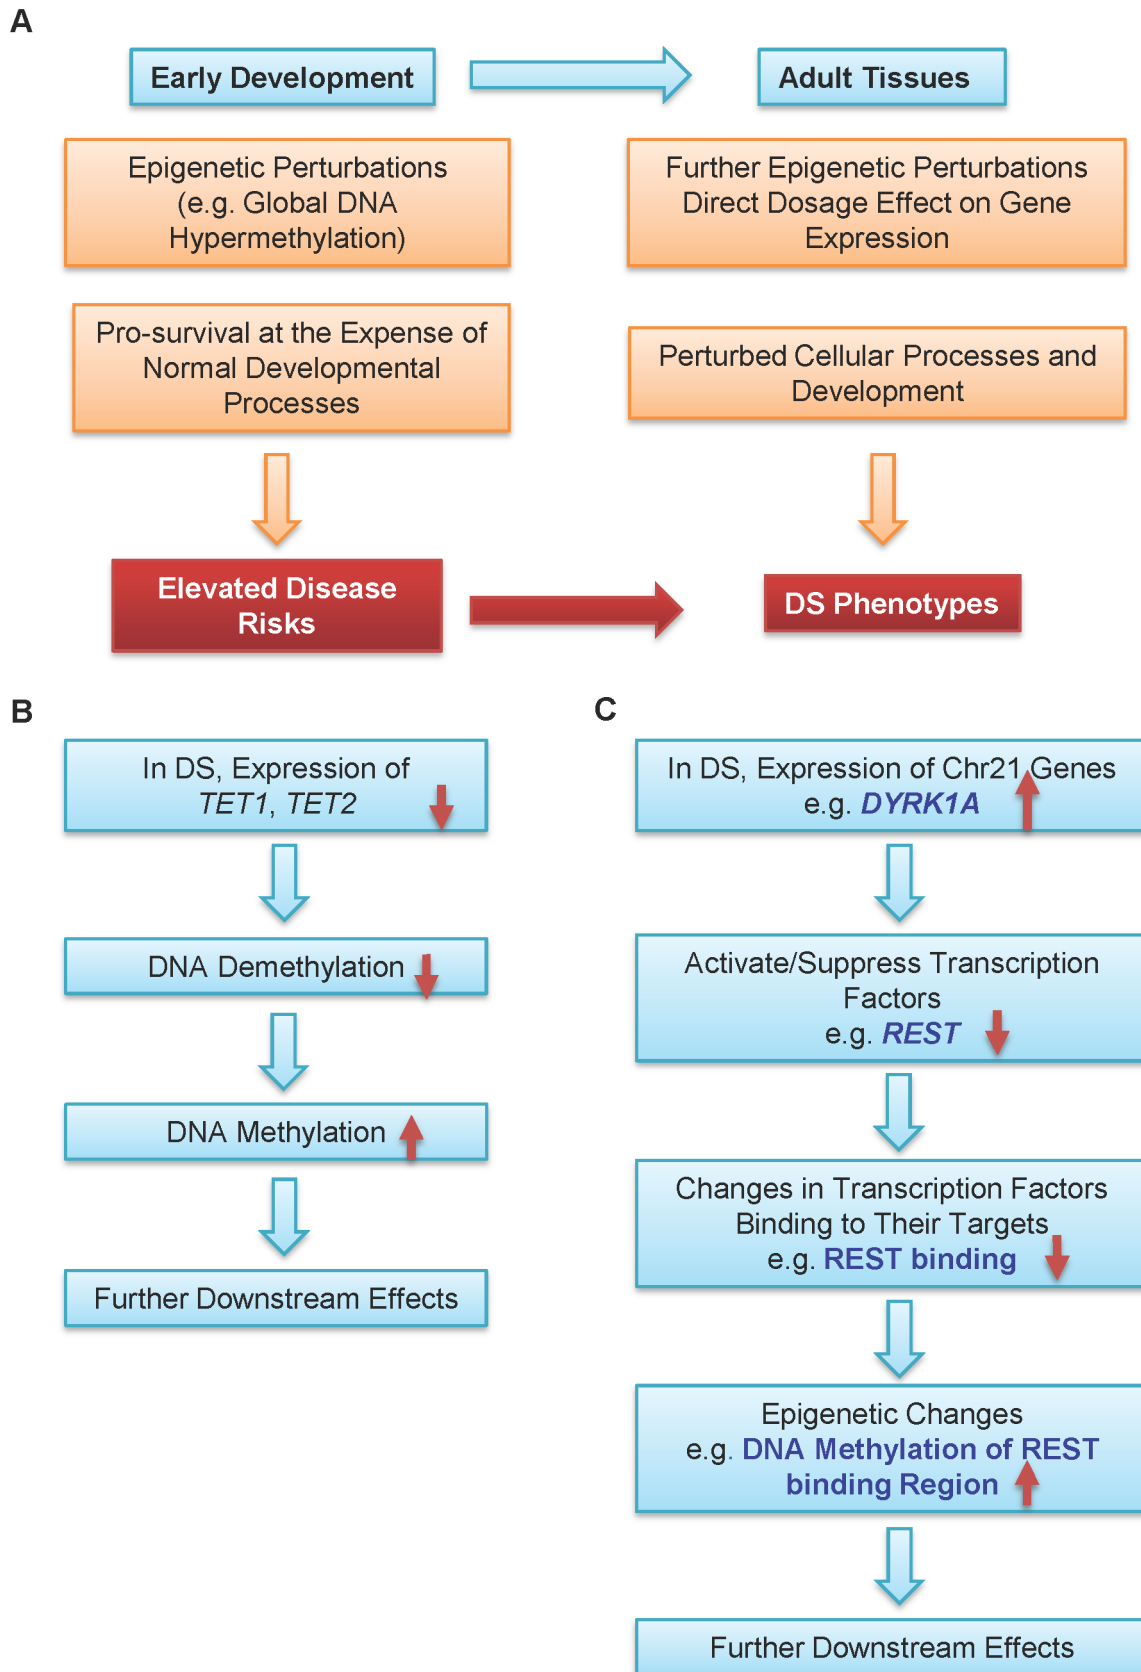 A
Early Development
Adult Tissues
Epigenetic Perturbations
(e.g. Global DNA
Hypermethylation)
Further Epigenetic Perturbations
Direct Dosage Effect on Gene
Expression
Pro-survival at the Expense of
Normal Developmental
Processes
Perturbed Cellular Processes and
Development
Elevated Disease
Risks
DS Phenotypes
B
In DS, Expression of
TET1, TET2
DNA Demethylation
DNA Methylation
Further Downstream Effects
C
In DS, Expression of Chr21 Genes
e.g. DYRK1A
Activate/Suppress Transcription
Factors
e.g. REST
Changes in Transcription Factors
Binding to Their Targets
e.g. REST binding
Epigenetic Changes
e.g. DNA Methylation of REST
binding Region
Further Downstream Effects